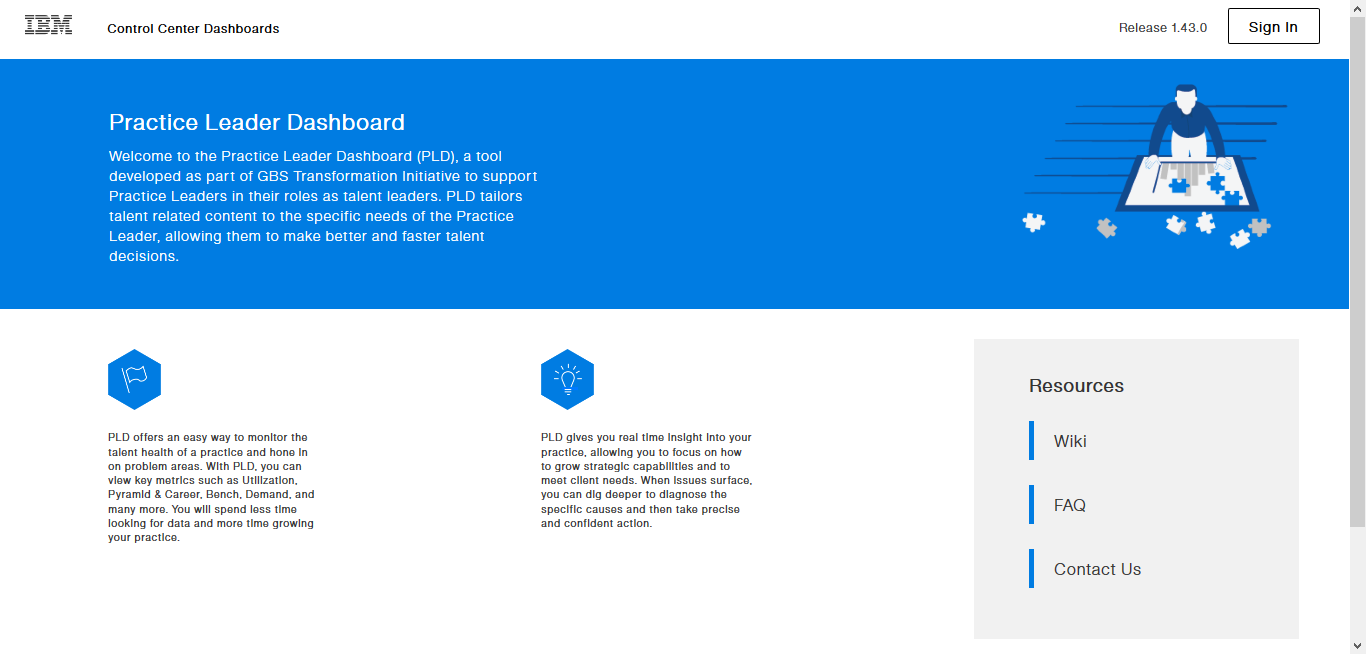 IBM
Control Center Dashboards
Release 1.43.0
Sign In
Practice Leader Dashboard
Welcome to the Practice Leader Dashboard (PLD), a tool
developed as part of GBS Transformation Initiative to support
Practice Leaders in their roles as talent leaders. PLD tailors
talent related content to the specific needs of the Practice
Leader, allowing them to make better and faster talent
decisions.
PLD offers an easy way to monitor the
talent health of a practice and hone in
on problem areas. With PLD, you can
view key metrics such as Utilization,
Pyramid & Career, Bench, Demand, and
many more. You will spend less time
looking for data and more time growing
your practice.
PLD gives you real time insight into your
practice, allowing you to focus on how
to grow strategic capabilities and to
meet client needs. When issues surface,
you can dig deeper to diagnose the
specific causes and then take precise
and confident action.
Resources
Wiki
FAQ
Contact Us